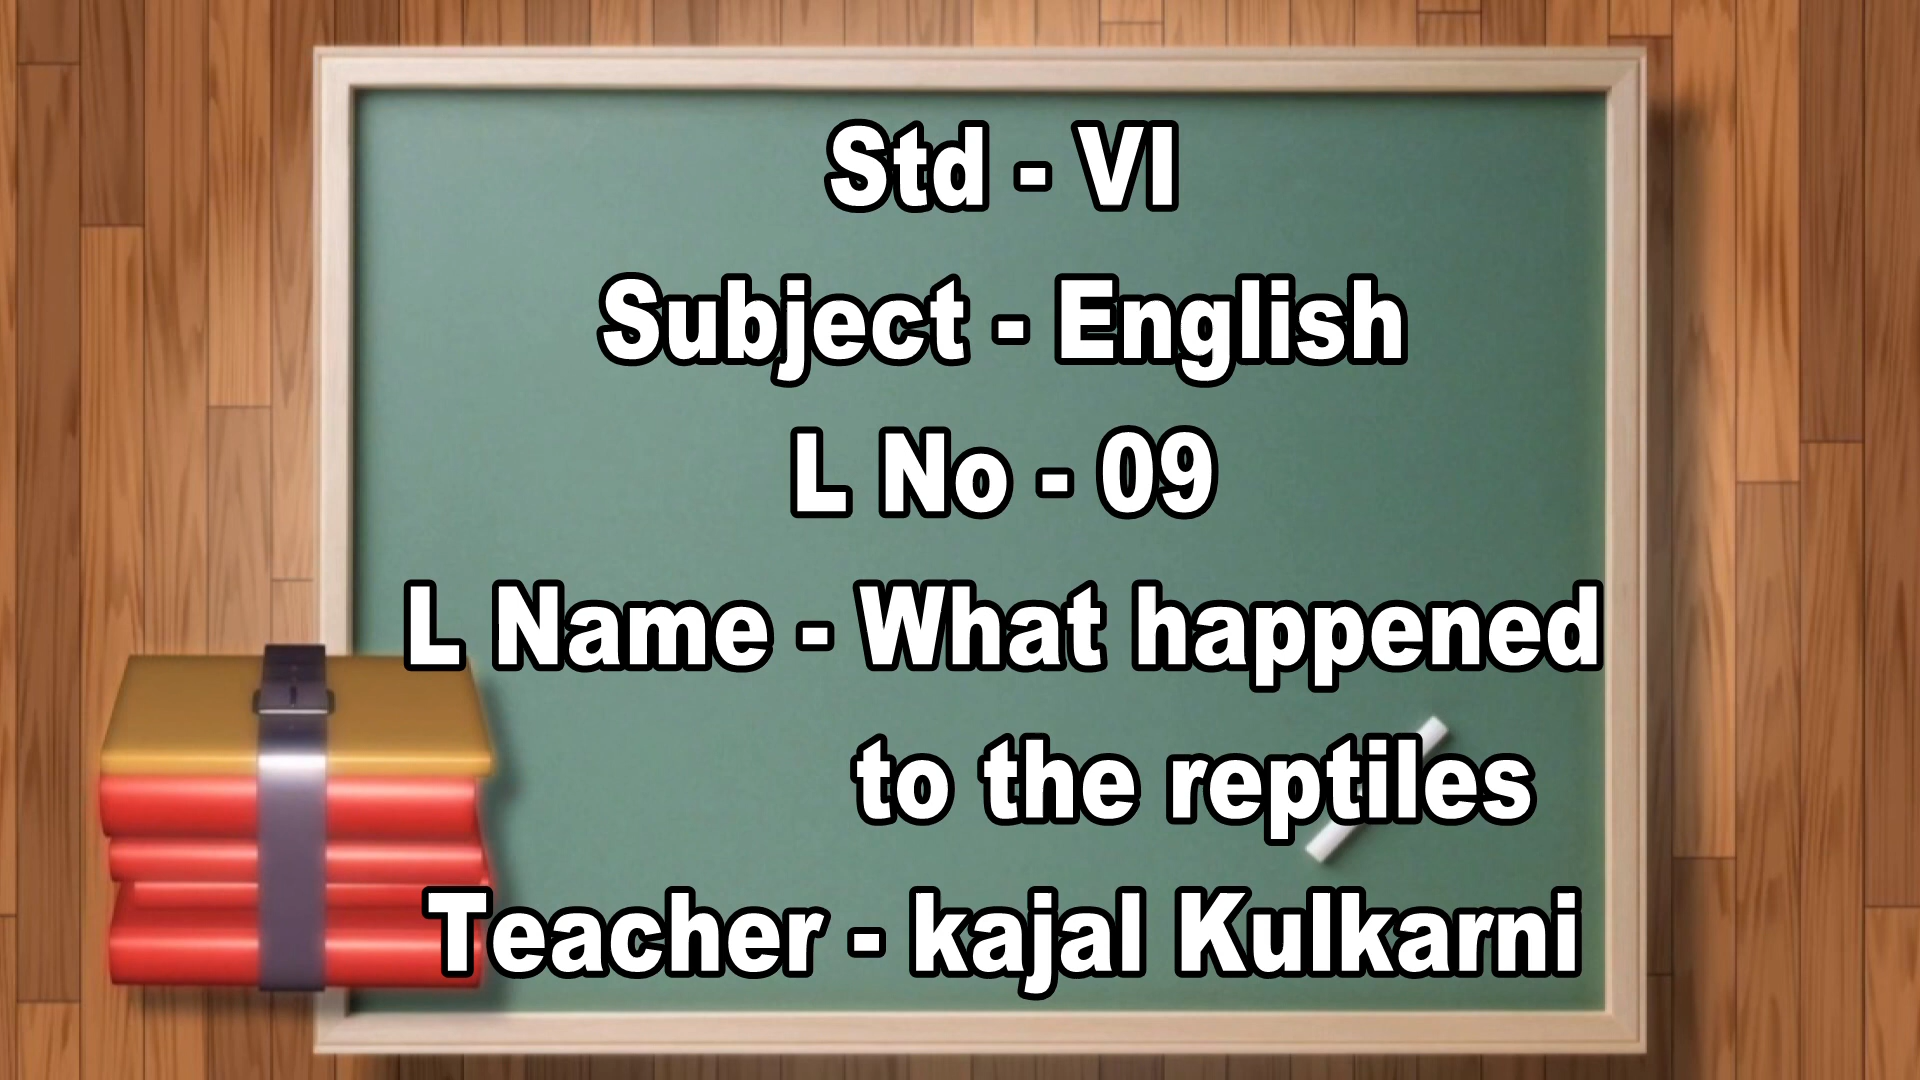 Std - VI
Subject - English
L No - 09
L Name - What happened
to the reptiles
Teacher - kajal Kulkarni